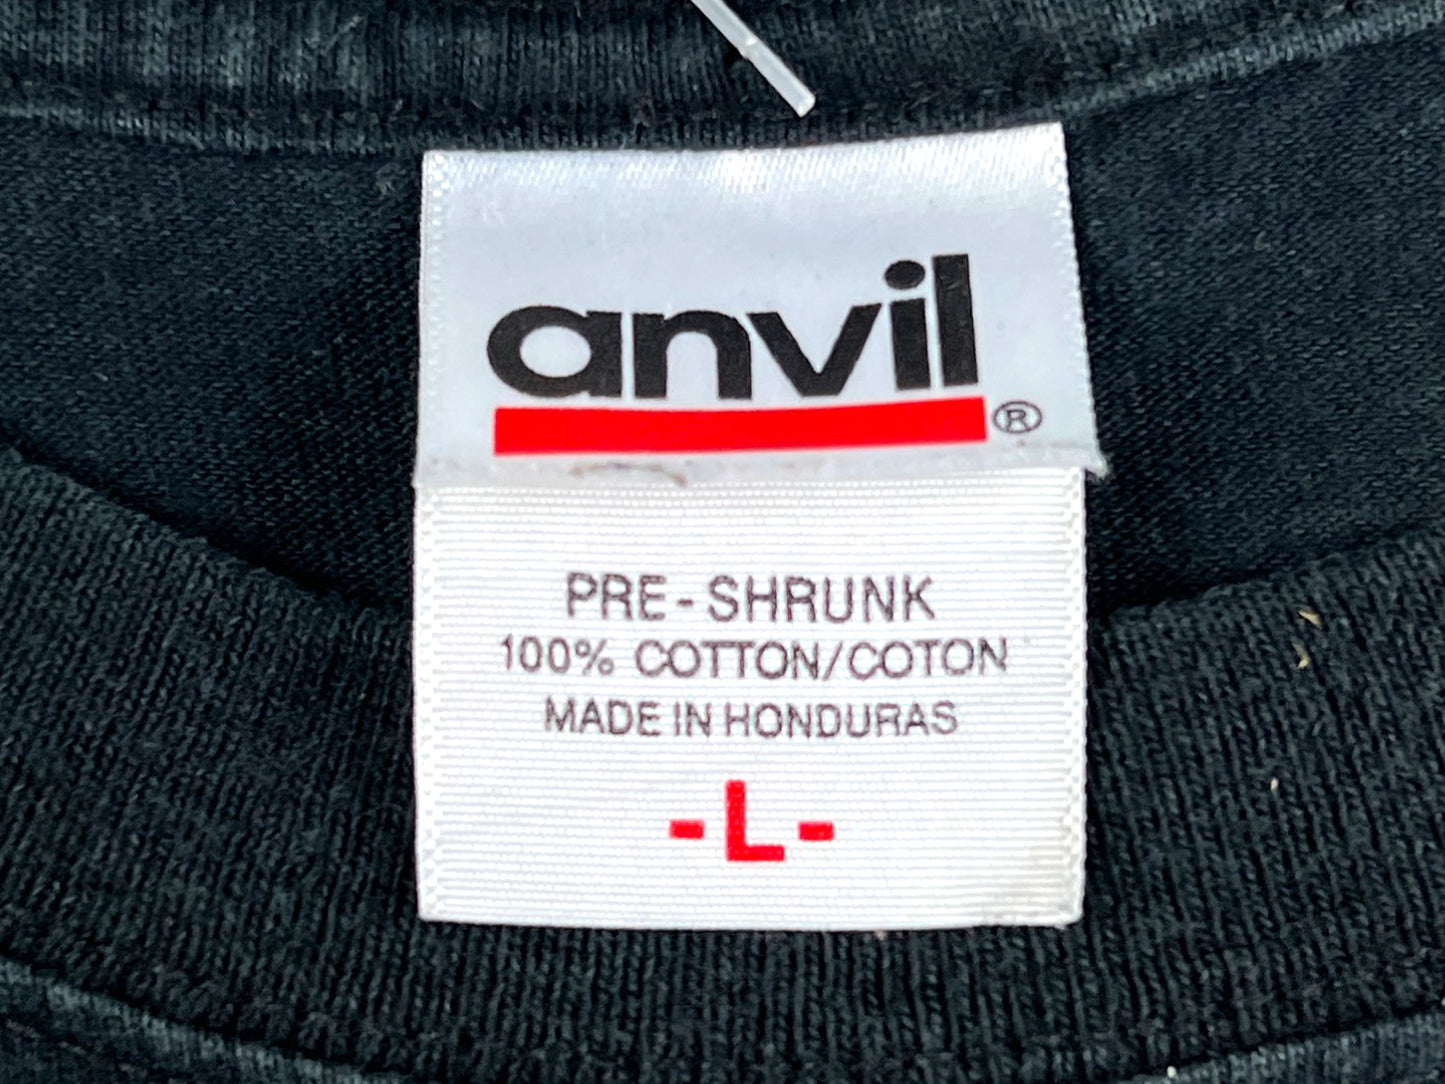 anvil®
PRE-SHRUNK
100% COTTON/COTON
MADE IN HONDURAS
-L-